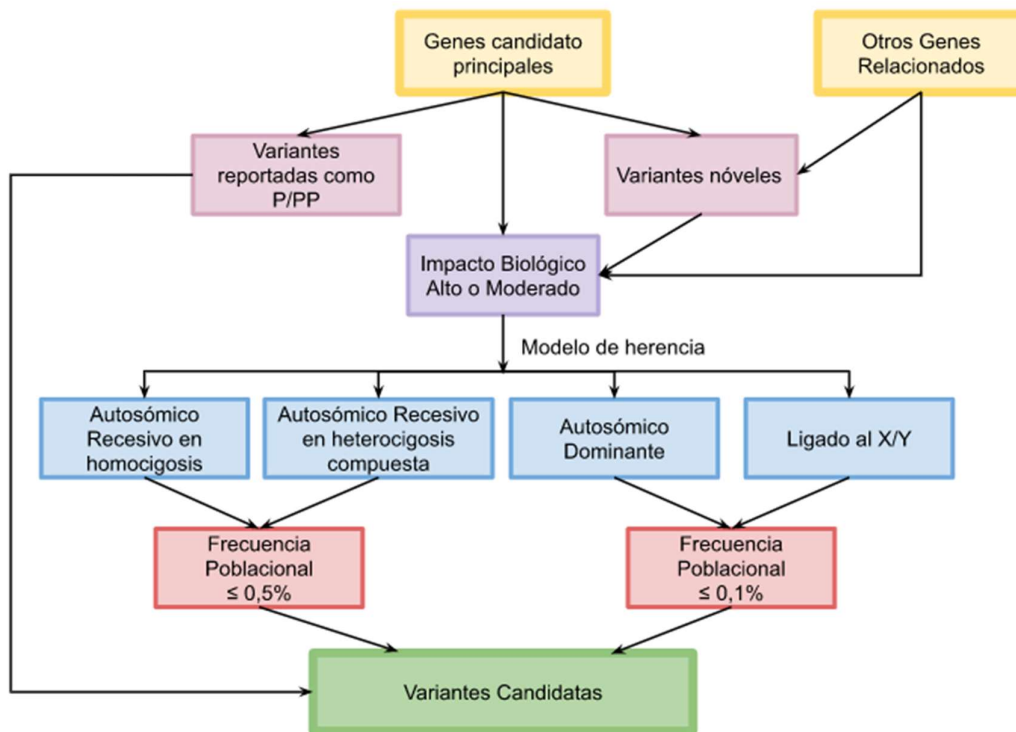 Genes candidato
principales
Otros Genes
Relacionados
Variantes
reportadas como
P/PP
Variantes nóveles
Impacto Biológico
Alto o Moderado
Modelo de herencia
Autosómico
Recesivo en
homocigosis
Autosómico Recesivo
en heterocigosis
compuesta
Autosómico
Dominante
Ligado al X/Y
Frecuencia
Poblacional
≤ 0,5%
Frecuencia
Poblacional
≤ 0,1%
Variantes Candidatas